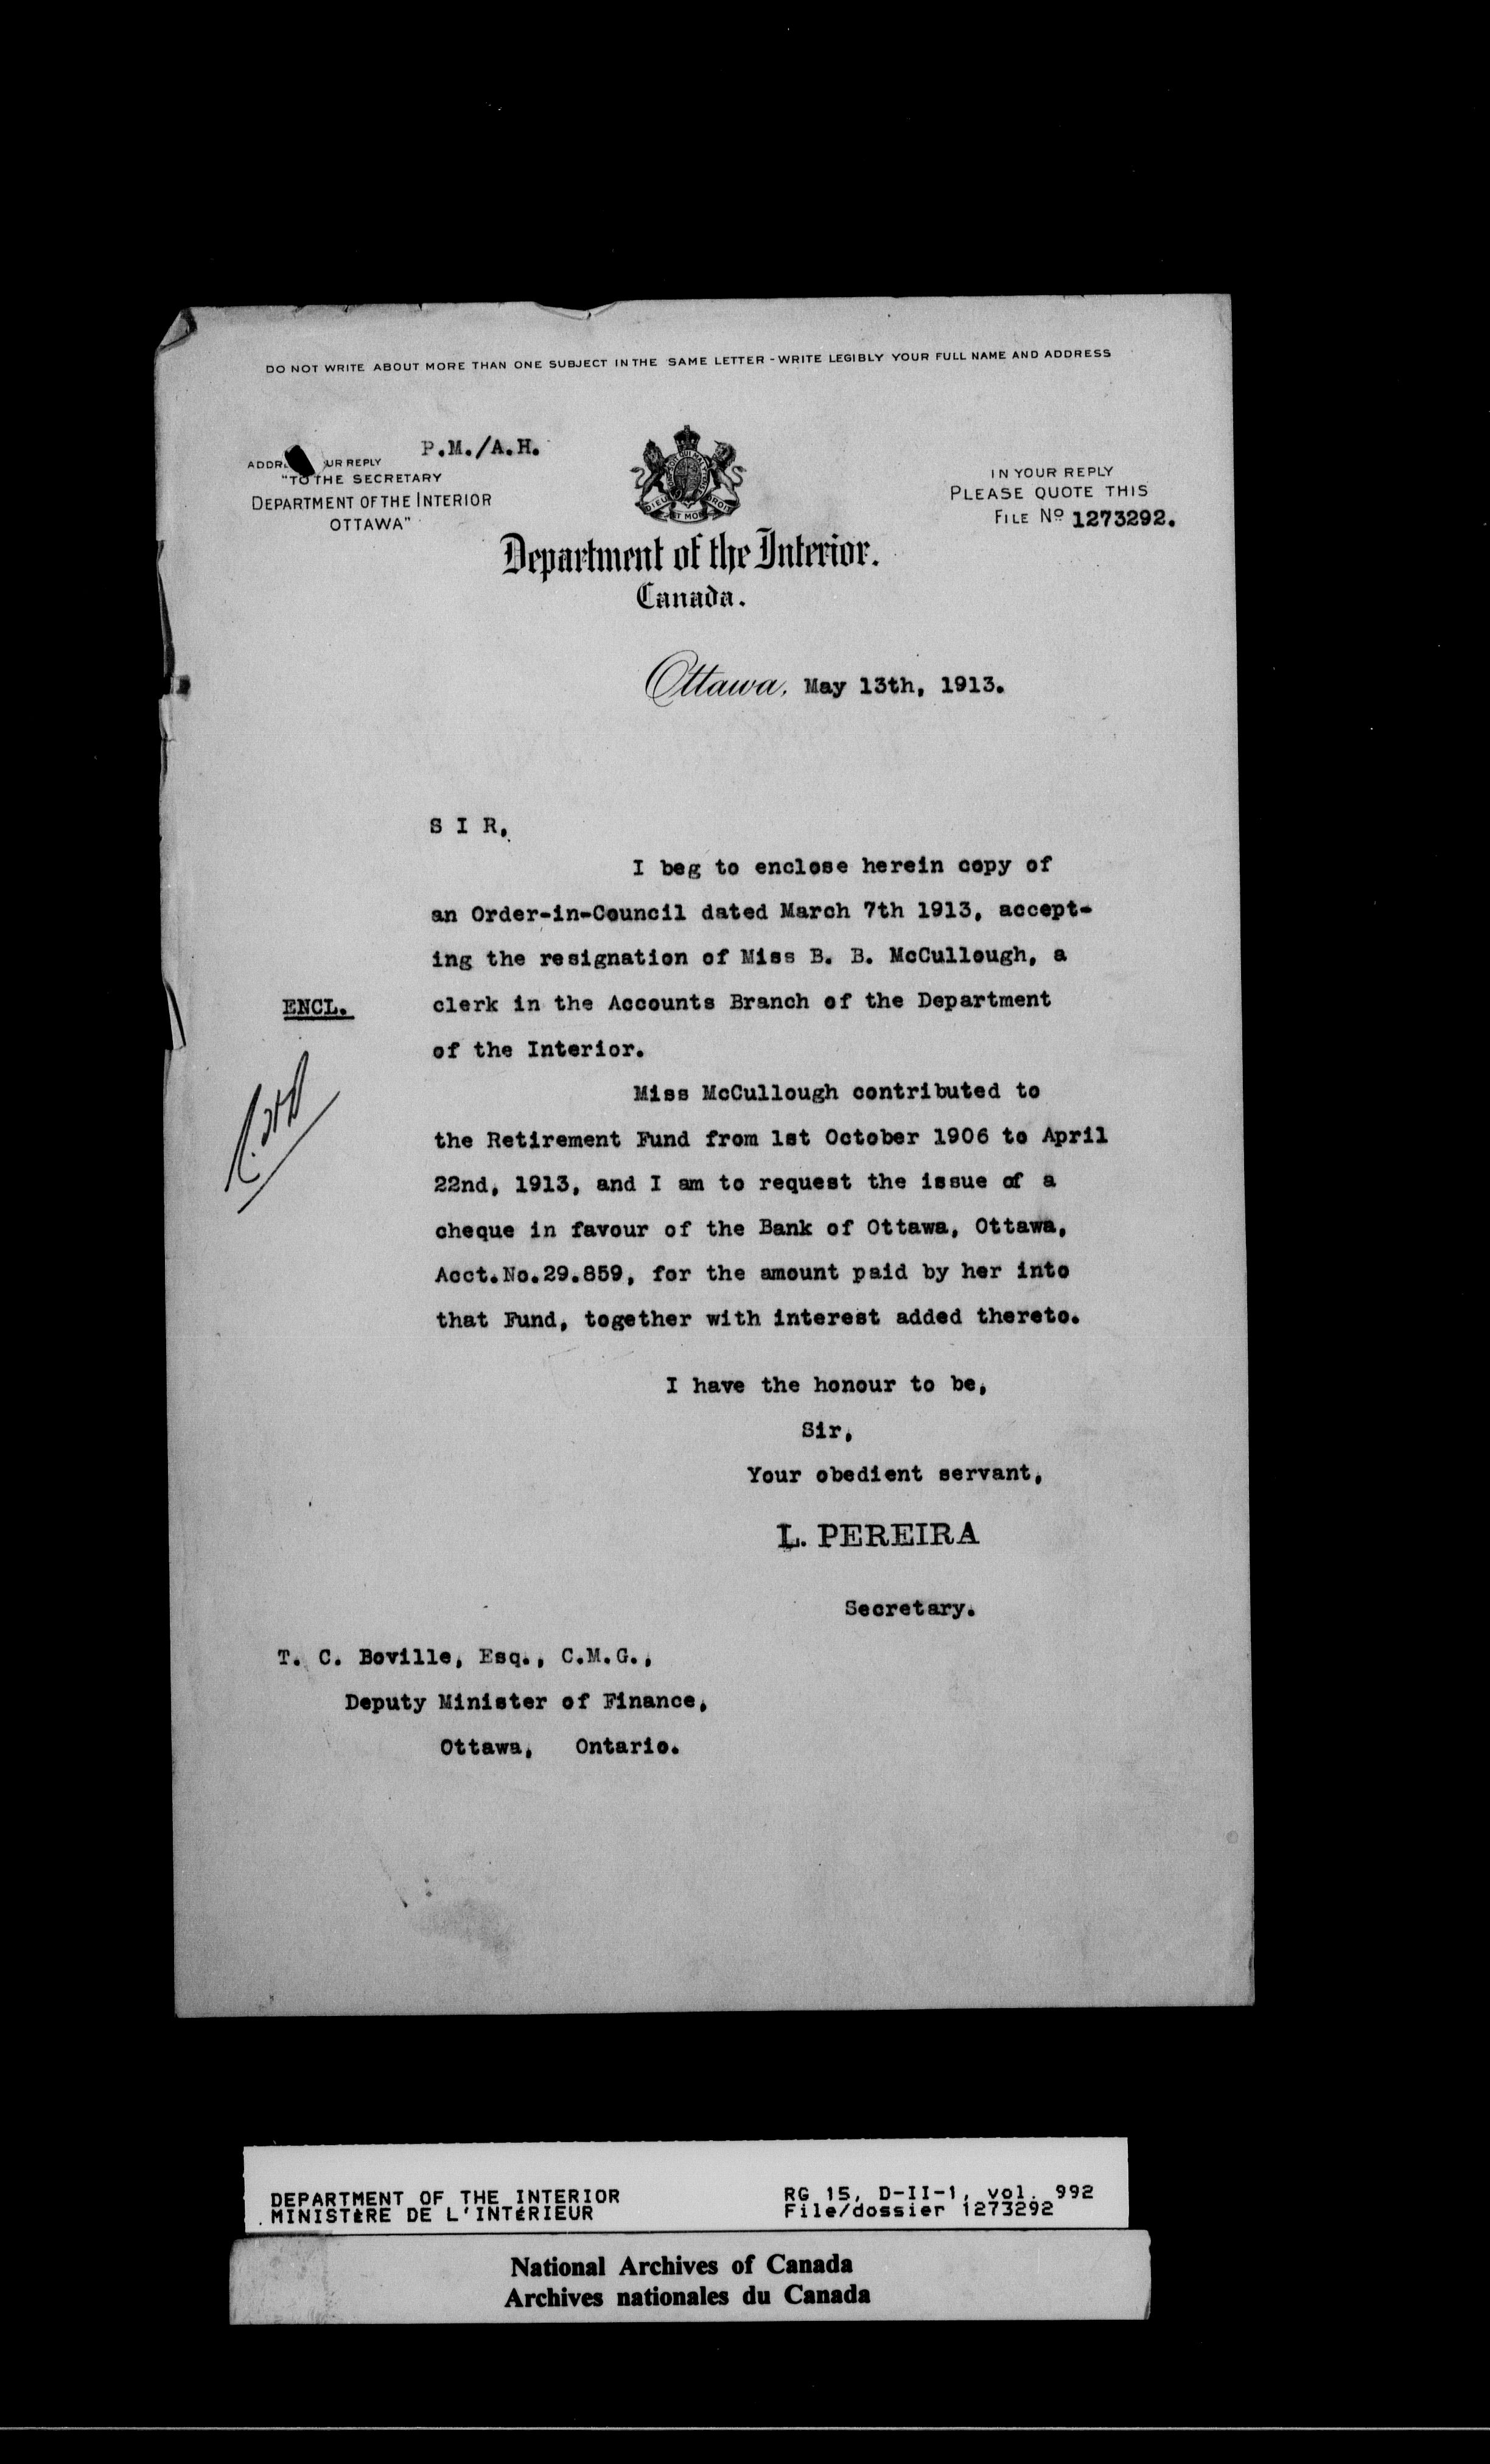 DO NOT WRITE ABOUT MORE THAN ONE SUBJECT IN THE SAME LETTER - WRITE LEGIBLY YOUR FULL NAME AND ADDRESS
P.M./A.H.
ADDR UR REPLY
"TO THE SECRETARY
DEPARTMENT OF THE INTERIOR
OTTAWA"
IN YOUR REPLY
PLEASE QUOTE THIS
FILE No 1273292.
DIEU ET MON DROIT
Department of the Interior.
Canada.
Ottawa, May 13th, 1913.
S I R,
I beg to enclose herein copy of
an Order-in-Council dated March 7th 1913, accept-
ing the resignation of Miss B. B. McCullough, a
ENCL. clerk in the Accounts Branch of the Department
of the Interior.
Miss McCullough contributed to
the Retirement Fund from 1st October 1906 to April
22nd, 1913, and I am to request the issue of a
cheque in favour of the Bank of Ottawa, Ottawa,
Acct.No.29.859, for the amount paid by her into
that Fund, together with interest added thereto.
I have the honour to be,
Sir,
Your obedient servant,
L. PEREIRA
Secretary.
T. C. Boville, Esq., C.M.G.,
Deputy Minister of Finance,
Ottawa, Ontario.
DEPARTMENT OF THE INTERIOR
MINISTÈRE DE L'INTÉRIEUR
RG 15, D-II-1, vol. 992
File/dossier 1273292
National Archives of Canada
Archives nationales du Canada